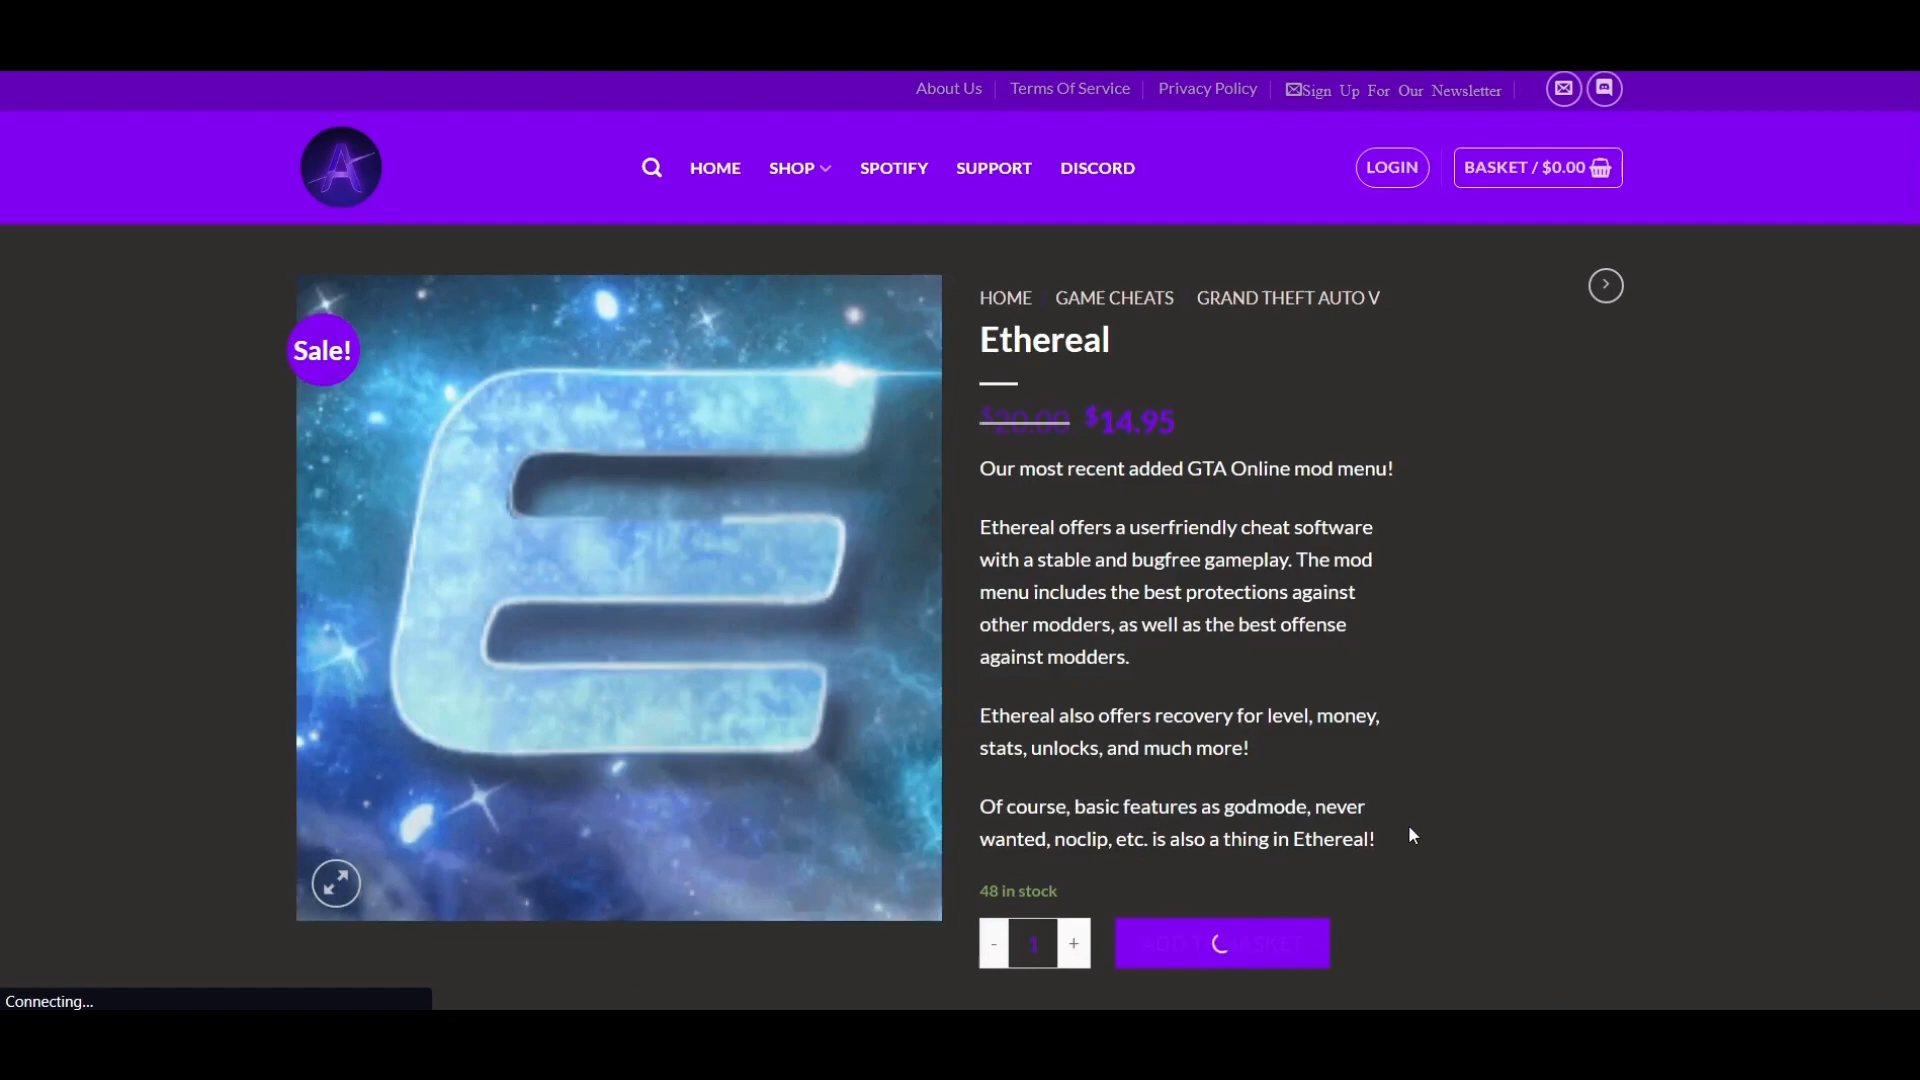 About Us
Terms Of Service
Privacy Policy
Sign Up For Our Newsletter
A
HOME
SHOP
SPOTIFY
SUPPORT
DISCORD
LOGIN
BASKET / $0.00
Sale!
E
HOME
GAME CHEATS
GRAND THEFT AUTO V
Ethereal
$20.00 $14.95
Our most recent added GTA Online mod menu!
Ethereal offers a userfriendly cheat software
with a stable and bugfree gameplay. The mod
menu includes the best protections against
other modders, as well as the best offense
against modders.
Ethereal also offers recovery for level, money,
stats, unlocks, and much more!
Of course, basic features as godmode, never
wanted, noclip, etc. is also a thing in Ethereal!
48 in stock
- 1 +
Connecting...